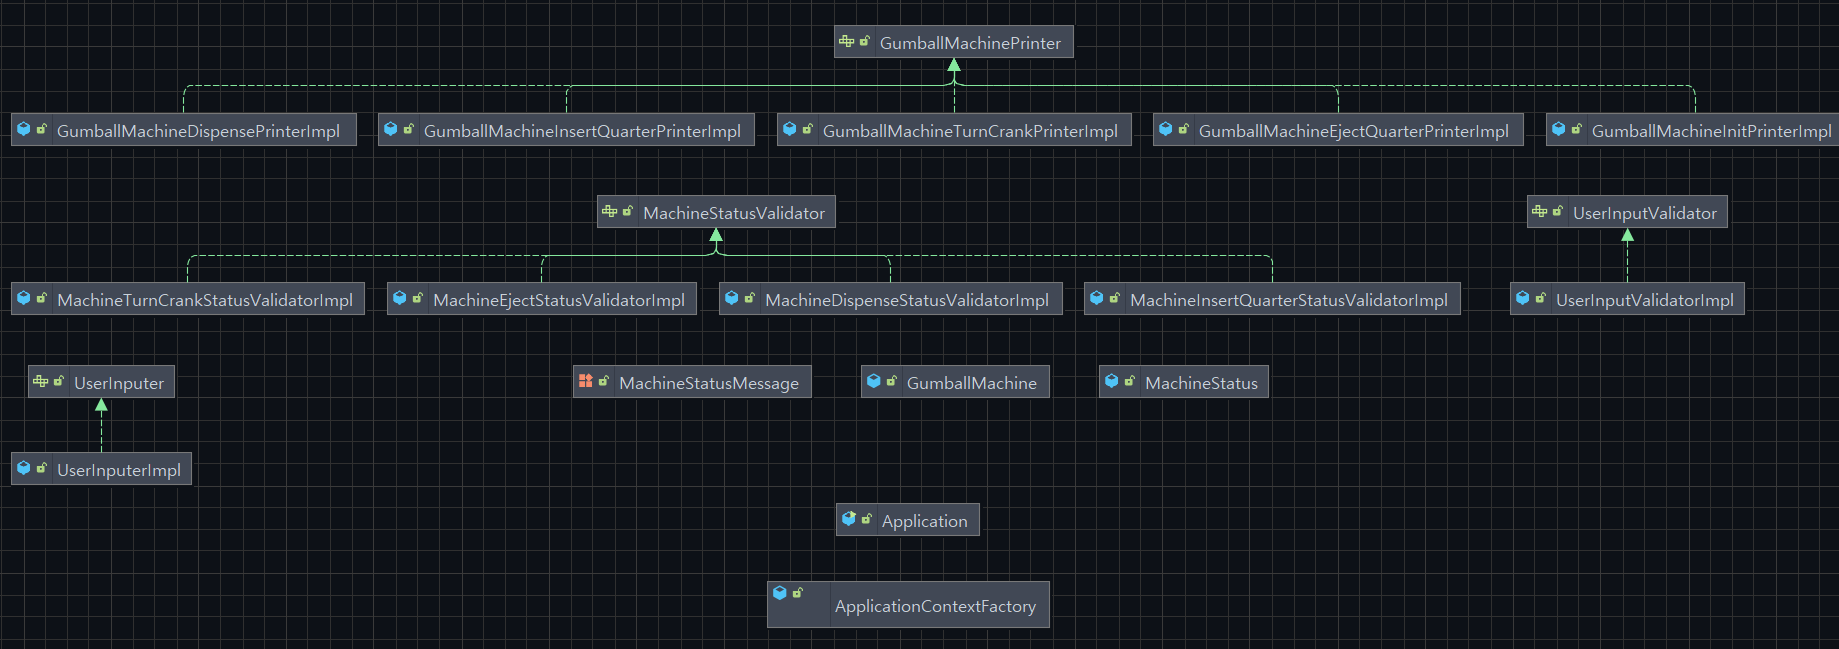 GumballMachinePrinter
GumballMachineDispensePrinterImpl
GumballMachineInsertQuarterPrinterImpl
GumballMachineTurnCrankPrinterImpl
GumballMachineEjectQuarterPrinterImpl
GumballMachineInitPrinterImpl
MachineStatusValidator
UserInputValidator
MachineTurnCrankStatusValidatorImpl
MachineEjectStatusValidatorImpl
MachineDispenseStatusValidatorImpl
MachineInsertQuarterStatusValidatorImpl
UserInputValidatorImpl
UserInputer
MachineStatusMessage
GumballMachine
MachineStatus
UserInputerImpl
Application
ApplicationContextFactory